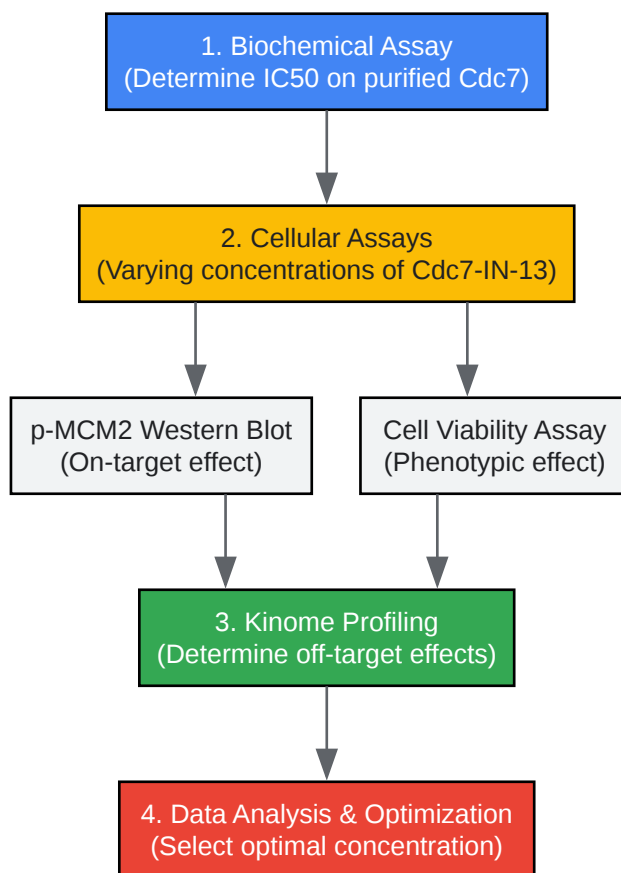 1. Biochemical Assay
(Determine IC50 on purified Cdc7)
2. Cellular Assays
(Varying concentrations of Cdc7-IN-13)
p-MCM2 Western Blot
(On-target effect)
Cell Viability Assay
(Phenotypic effect)
3. Kinome Profiling
(Determine off-target effects)
4. Data Analysis & Optimization
(Select optimal concentration)